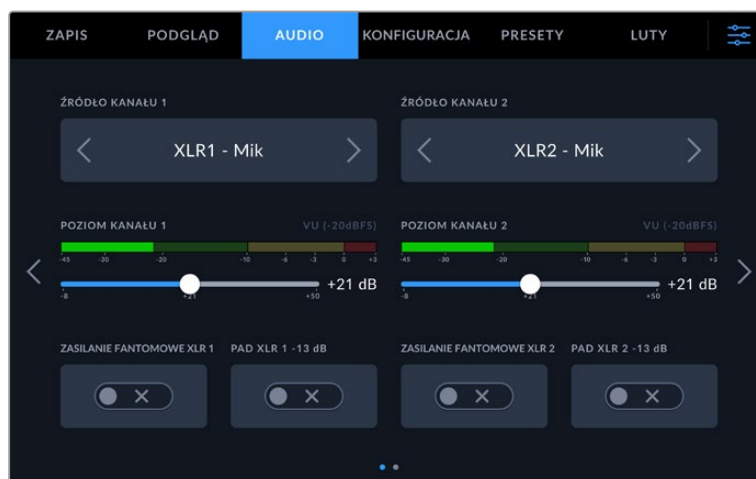 ZAPIS PODGLĄD AUDIO KONFIGURACJA PRESETY LUTY
ŹRÓDŁO KANAŁU 1 ŹRÓDŁO KANAŁU 2
XLR1 - Mik XLR2 - Mik
POZIOM KANAŁU 1 VU (-20dBFS) POZIOM KANAŁU 2 VU (-20dBFS)
-45 -30 -20 -10 -6 -3 0 +3 -45 -30 -20 -10 -6 -3 0 +3
+21 dB +21 dB
-8 +21 +50 -8 +21 +50
ZASILANIE FANTOMOWE XLR 1 PAD XLR 1 -13 dB ZASILANIE FANTOMOWE XLR 2 PAD XLR 2 -13 dB